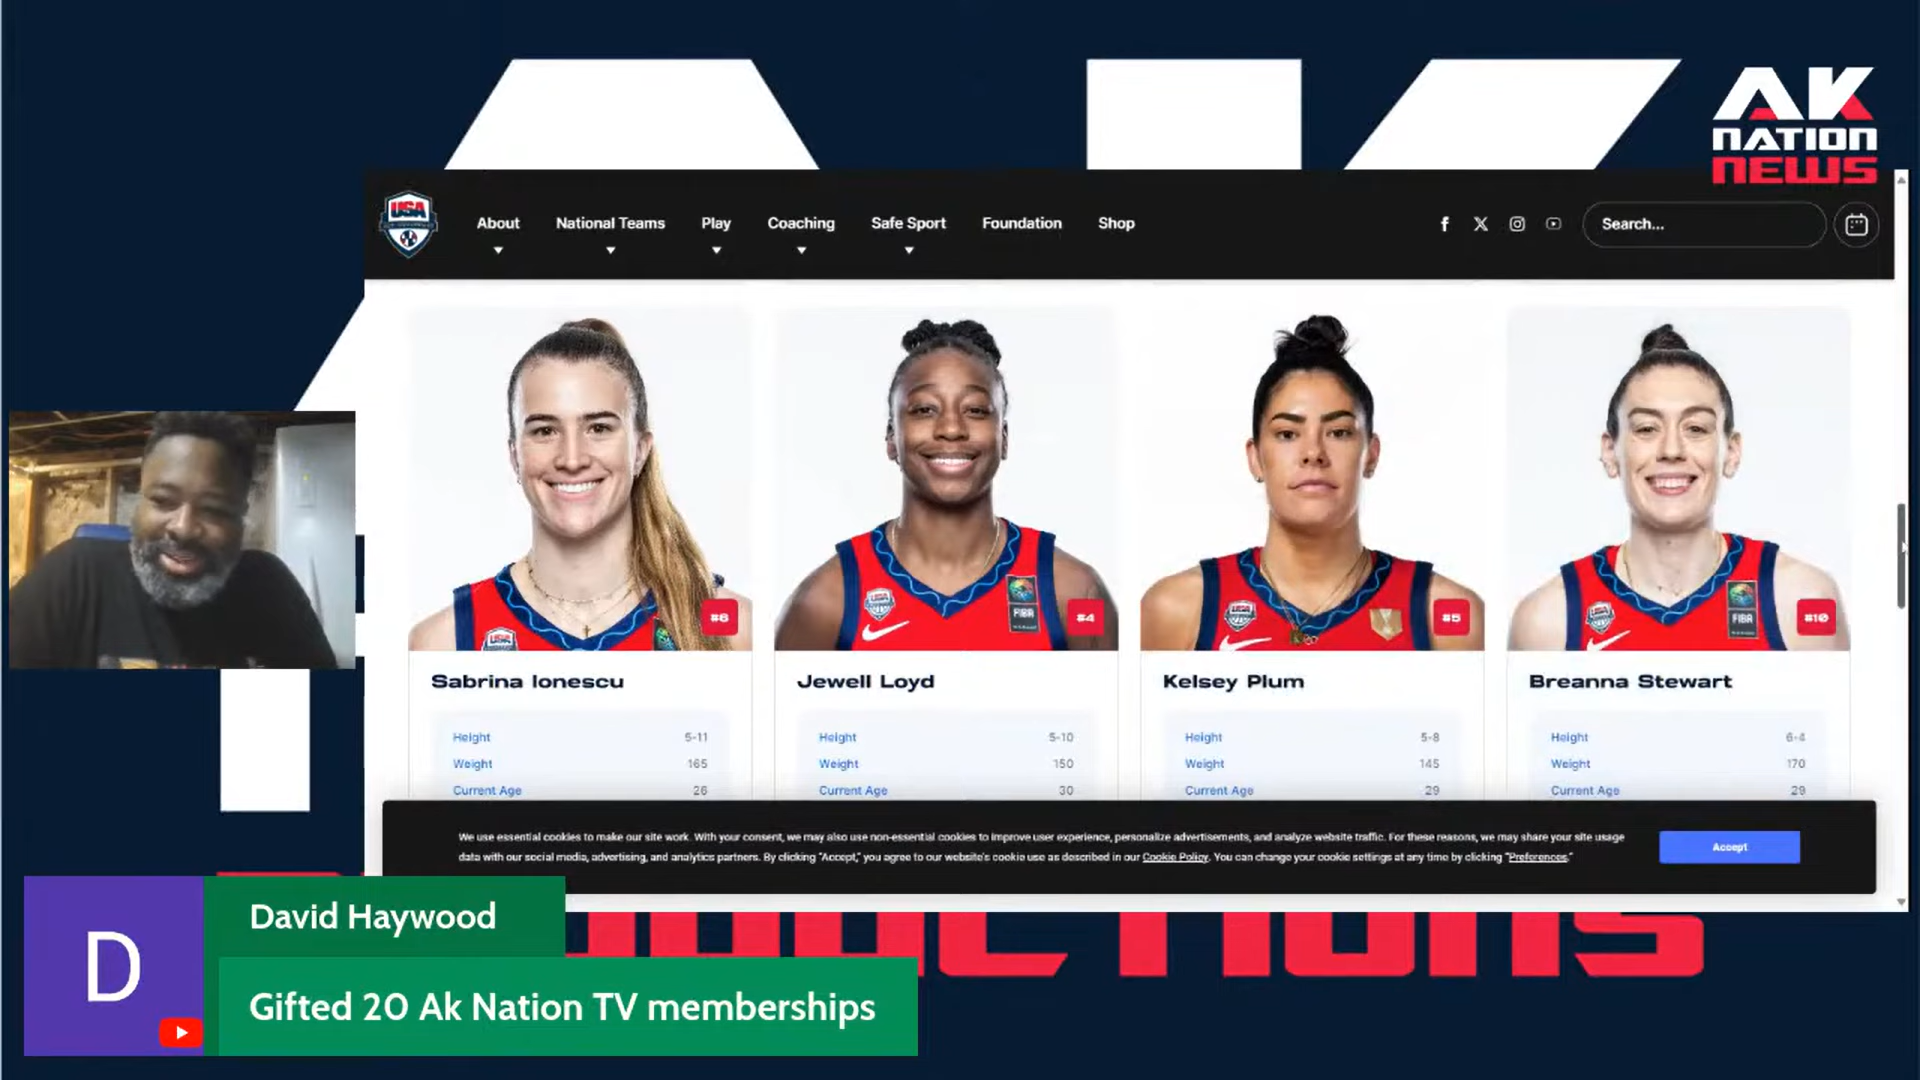 AK
NATION
NEWS
USA
About
National Teams
Play
Coaching
Safe Sport
Foundation
Shop
Search...
#6
#4
#5
#10
USA
USA
FIBA
USA
USA
FIBA
Sabrina Ionescu
Jewell Loyd
Kelsey Plum
Breanna Stewart
Height 5-11
Height 5-10
Height 5-8
Height 6-4
Weight 165
Weight 150
Weight 145
Weight 170
Current Age 26
Current Age 30
Current Age 29
Current Age 29
We use essential cookies to make our site work. With your consent, we may also use non-essential cookies to improve user experience, personalize advertisements, and analyze website traffic. For these reasons, we may share your site usage
data with our social media, advertising, and analytics partners. By clicking "Accept," you agree to our website's cookie use as described in our Cookie Policy. You can change your cookie settings at any time by clicking "Preferences."
Accept
D
David Haywood
Gifted 20 Ak Nation TV memberships